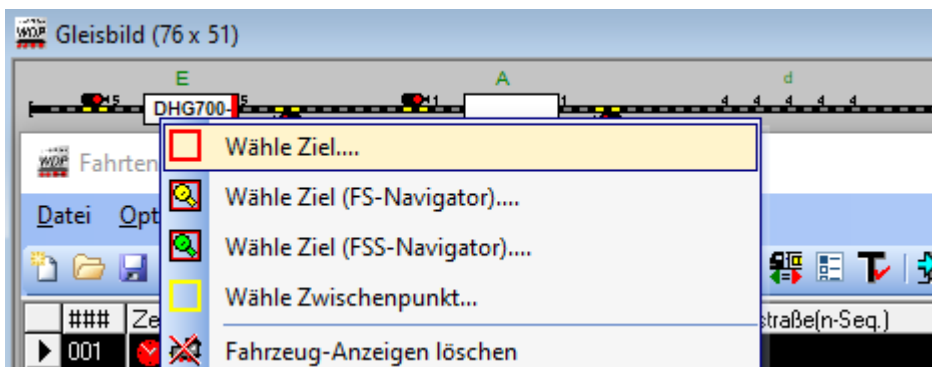 WDP Gleisbild (76 x 51)
E A d
15 DHG700- 5 1 1 4 4 4 4 4
Wähle Ziel....
WDP Fahrten
Wähle Ziel (FS-Navigator)....
Datei Opt
Wähle Ziel (FSS-Navigator)....
Wähle Zwischenpunkt...
### Ze straße(n-Seq.)
001 Fahrzeug-Anzeigen löschen